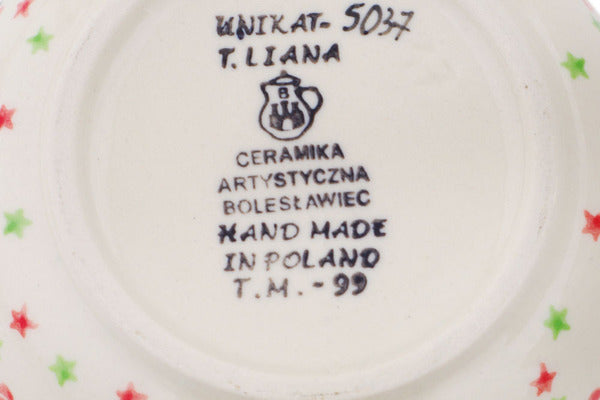 UNIKAT- 5037
T. LIANA
B
CERAMIKA
ARTYSTYCZNA
BOLESŁAWIEC
HAND MADE
IN POLAND
T.M. - 99